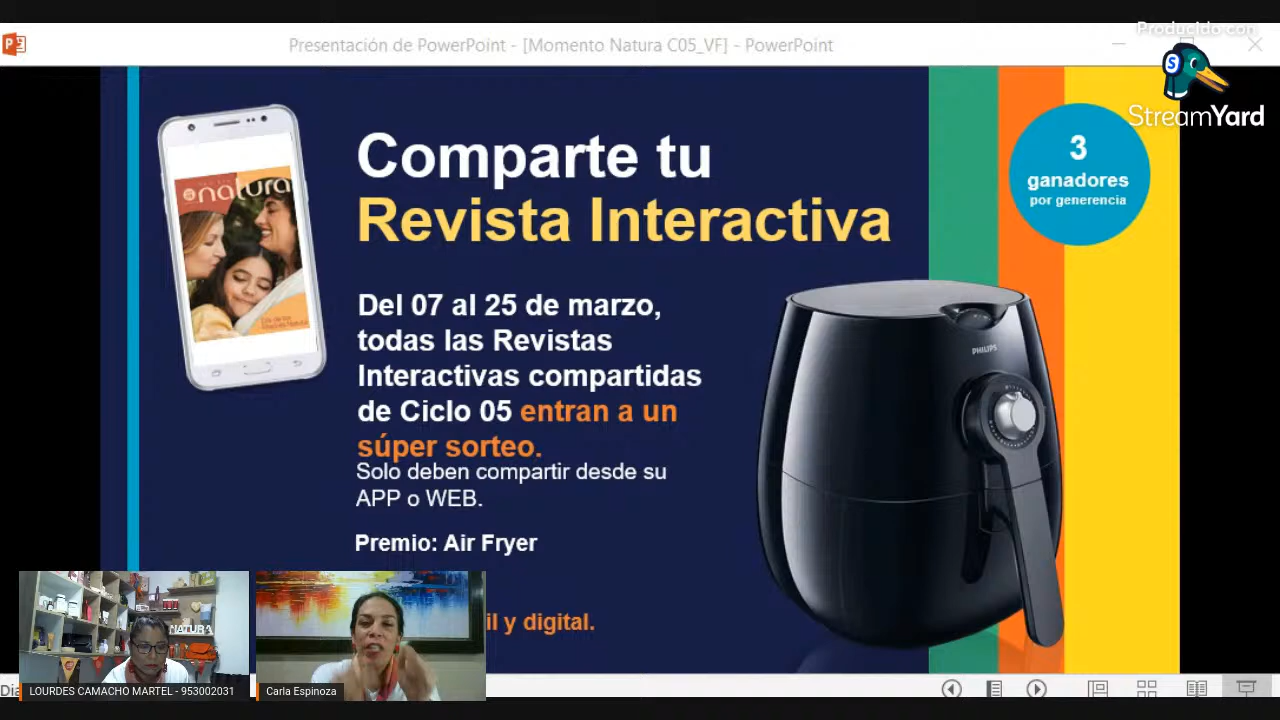 Presentación de PowerPoint - [Momento Natura C05_VF] - PowerPoint
Producido con
StreamYard
natura
Comparte tu
Revista Interactiva
3
ganadores
por generencia
Del 07 al 25 de marzo,
todas las Revistas
Interactivas compartidas
de Ciclo 05 entran a un
súper sorteo.
Solo deben compartir desde su
APP o WEB.
Premio: Air Fryer
PHILIPS
il y digital.
NATURA
LOURDES CAMACHO MARTEL - 953002031
Carla Espinoza